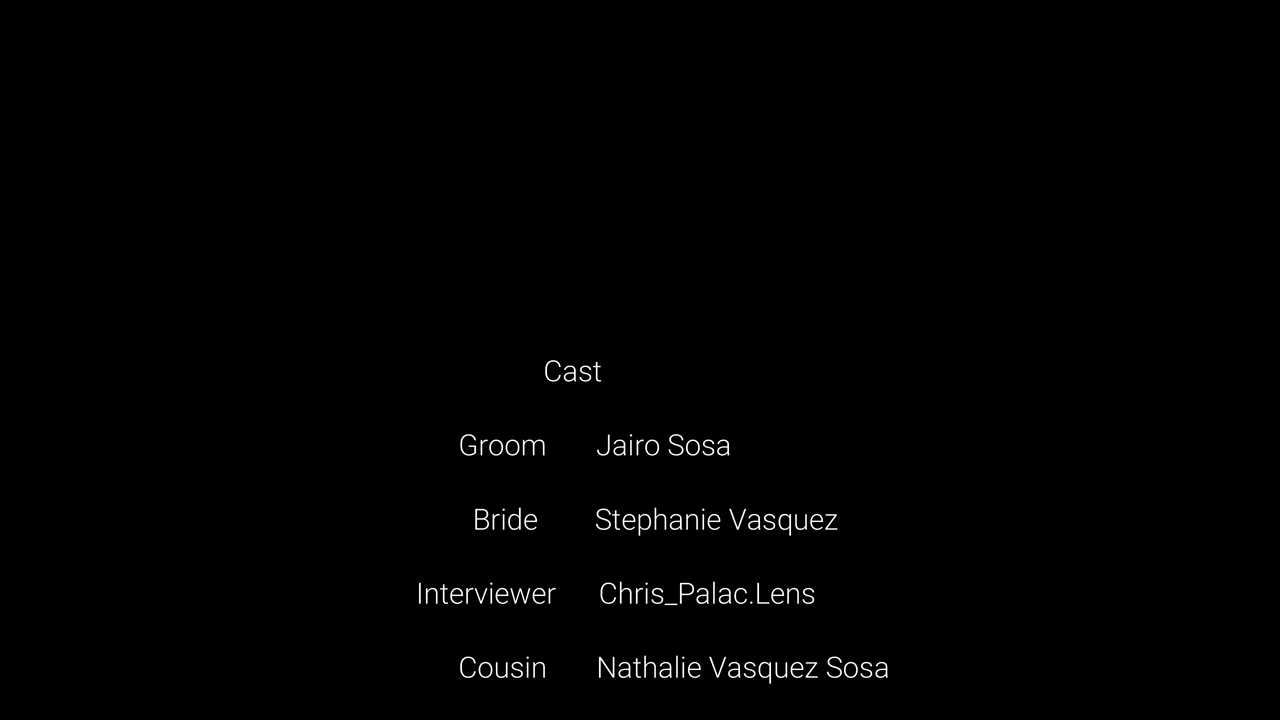 Cast
Groom Jairo Sosa
Bride Stephanie Vasquez
Interviewer Chris_Palac.Lens
Cousin Nathalie Vasquez Sosa